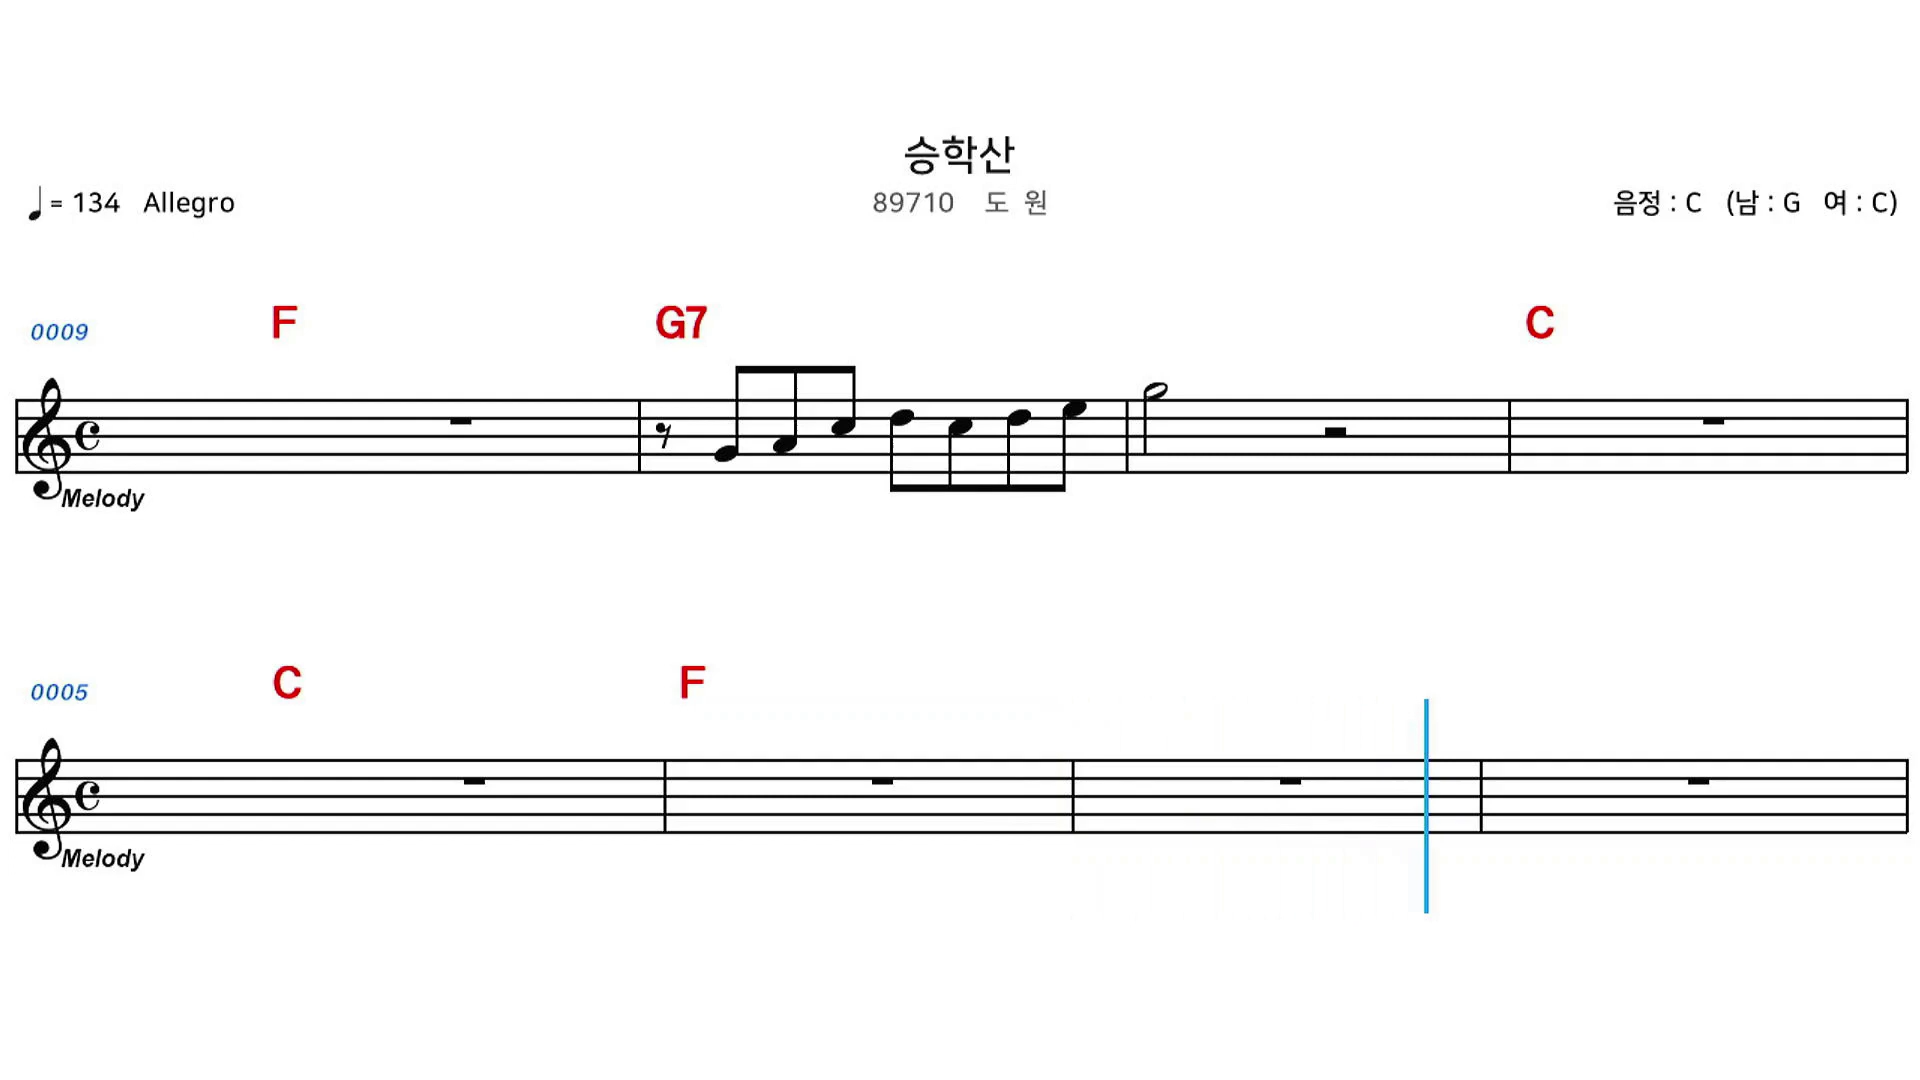 승학산
♩= 134 Allegro
89710 도 원
음정 : C (남 : G 여 : C)
0009 F G7 C
Melody
0005 C F
Melody